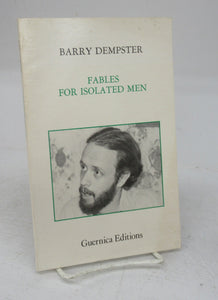 BARRY DEMPSTER
FABLES
FOR ISOLATED MEN
Guernica Editions